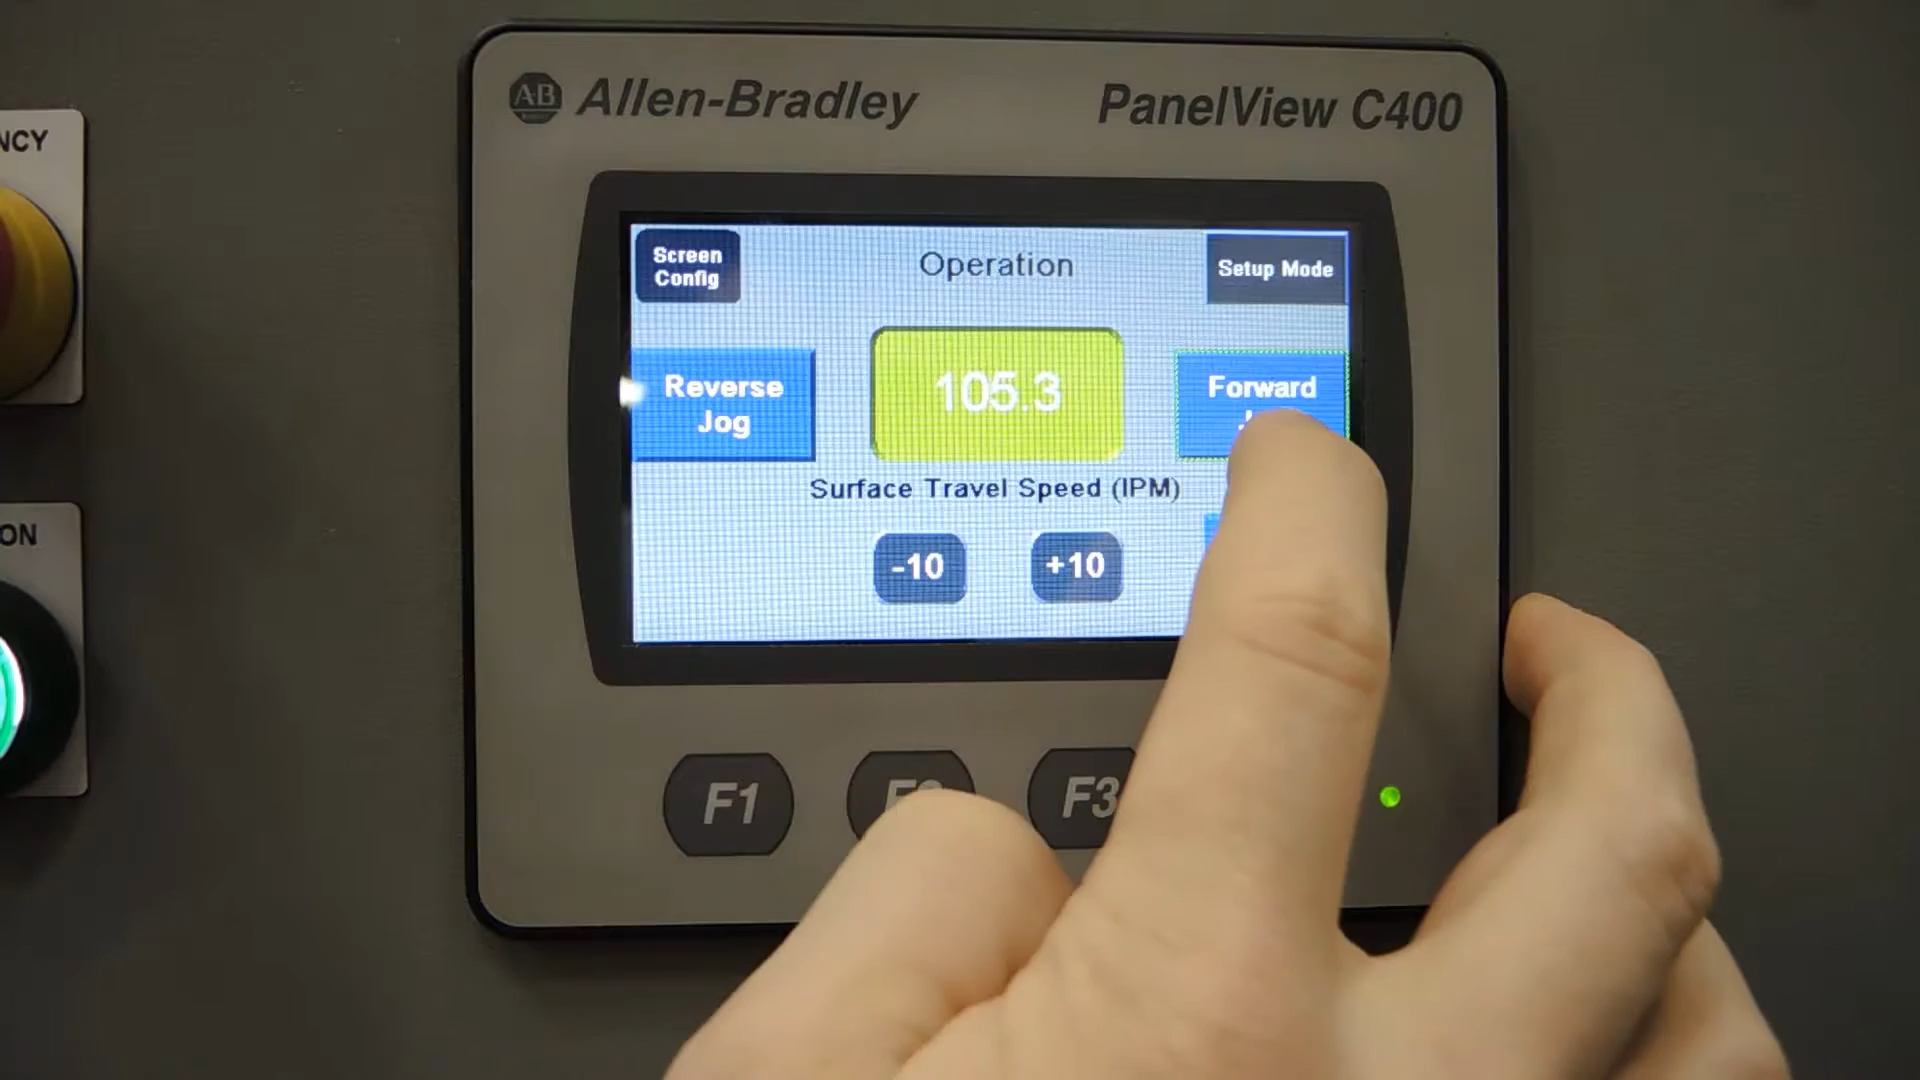 NCY
ON
AB Allen-Bradley
PanelView C400
Screen
Config
Operation
Setup Mode
Reverse
Jog
105.3
Forward
Surface Travel Speed (IPM)
-10
+10
F1
F3